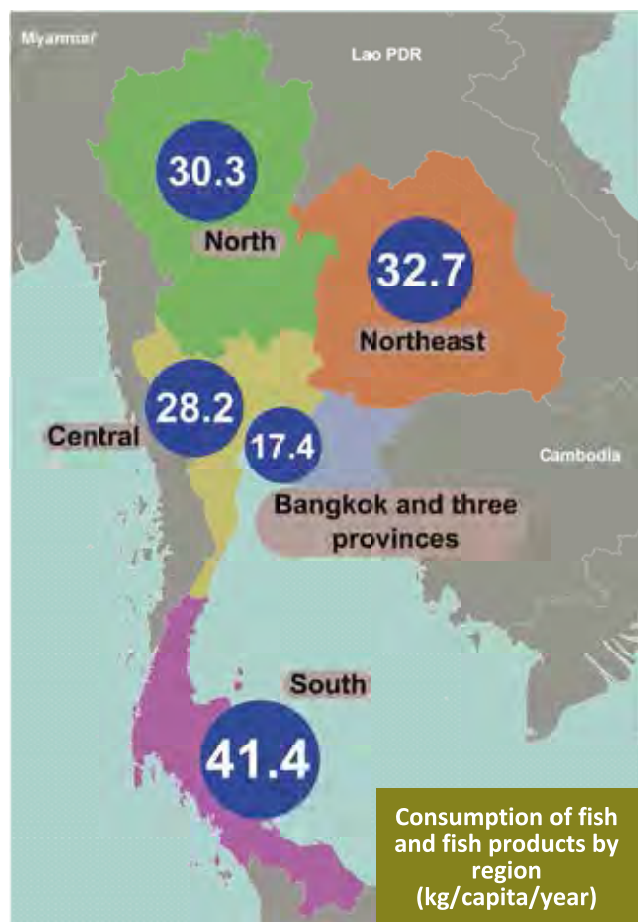 Myanmar
Lao PDR
30.3
North
32.7
Northeast
28.2
Central
17.4
Cambodia
Bangkok and three
provinces
South
41.4
Consumption of fish
and fish products by
region
(kg/capita/year)